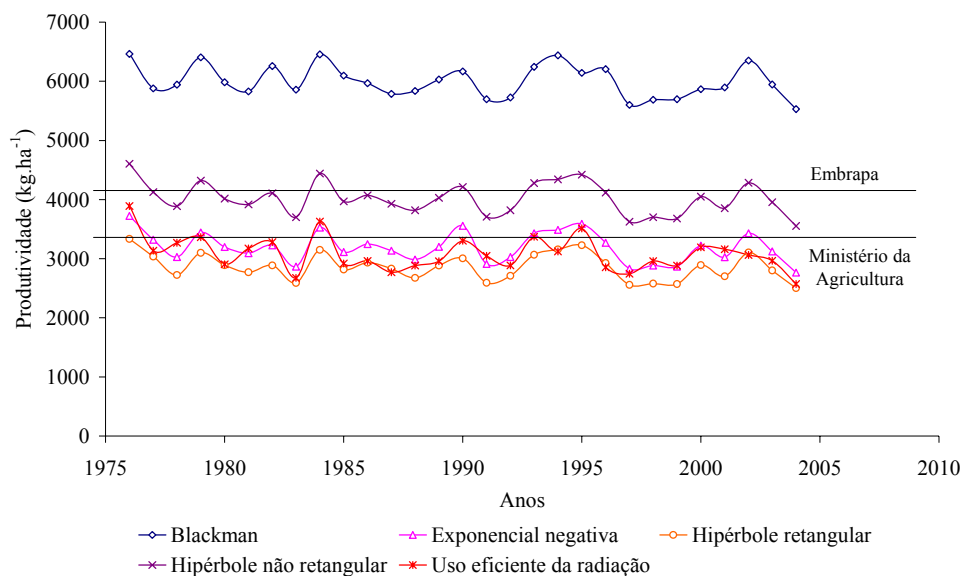 Produtividade (kg.ha-1)
7000
6000
5000
4000
3000
2000
1000
0
Embrapa
Ministério da
Agricultura
1975 1980 1985 1990 1995 2000 2005 2010
Anos
Blackman Exponencial negativa Hipérbole retangular
Hipérbole não retangular Uso eficiente da radiação